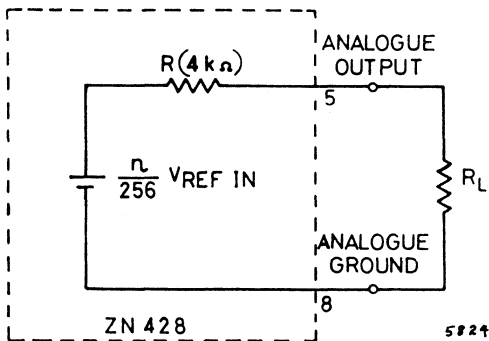 R(4kΩ)
ANALOGUE
OUTPUT
5
n
256
VREF IN
RL
ANALOGUE
GROUND
8
ZN 428
5824